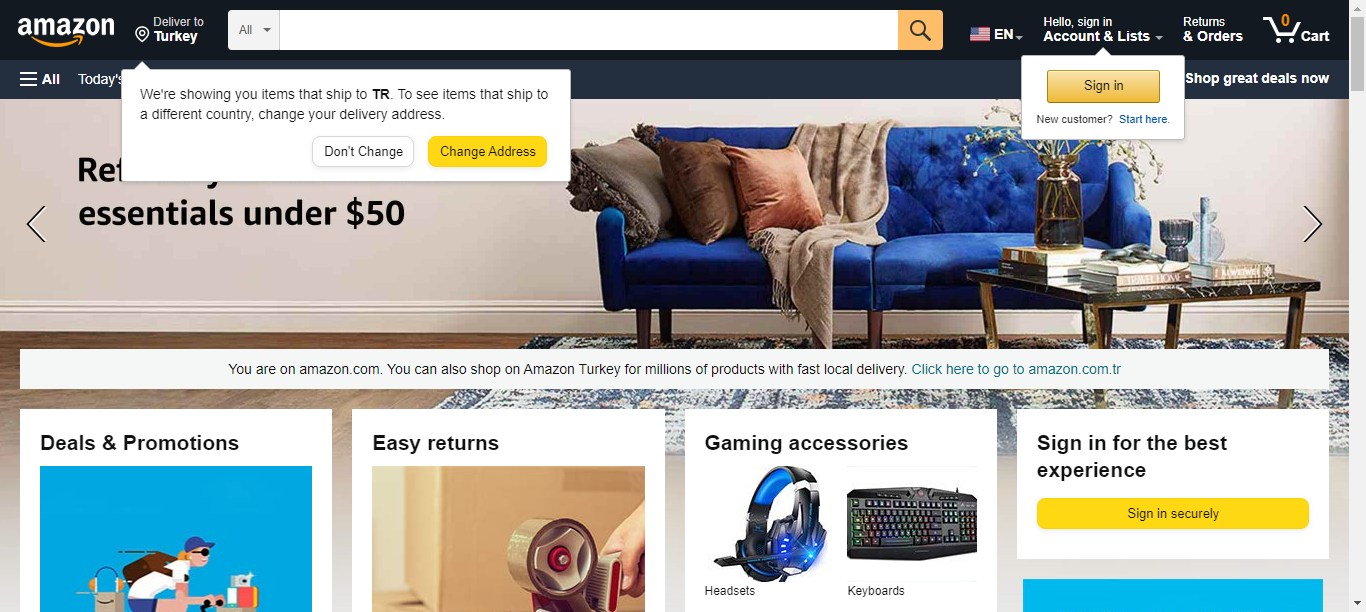 amazon
Deliver to
Turkey
All
EN
Hello, sign in
Account & Lists
Returns
& Orders
0
Cart
All
Today's
Shop great deals now
We're showing you items that ship to TR. To see items that ship to
a different country, change your delivery address.
Don't Change
Change Address
Sign in
New customer? Start here.
essentials under $50
You are on amazon.com. You can also shop on Amazon Turkey for millions of products with fast local delivery. Click here to go to amazon.com.tr
Deals & Promotions
Easy returns
Gaming accessories
Sign in for the best
experience
Sign in securely
Headsets
Keyboards